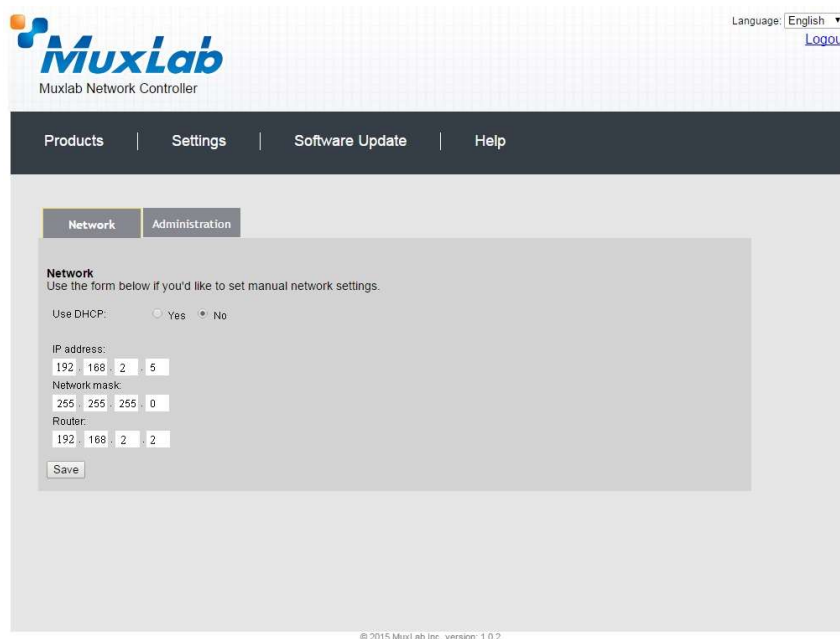 Language: English
Logou
MuxLab
Muxlab Network Controller
Products | Settings | Software Update | Help
Network Administration
Network
Use the form below if you'd like to set manual network settings.
Use DHCP: Yes No
IP address:
192 . 168 . 2 . 5
Network mask:
255 . 255 . 255 . 0
Router:
192 . 168 . 2 . 2
Save
© 2015 MuxLab Inc. version: 1.0.2